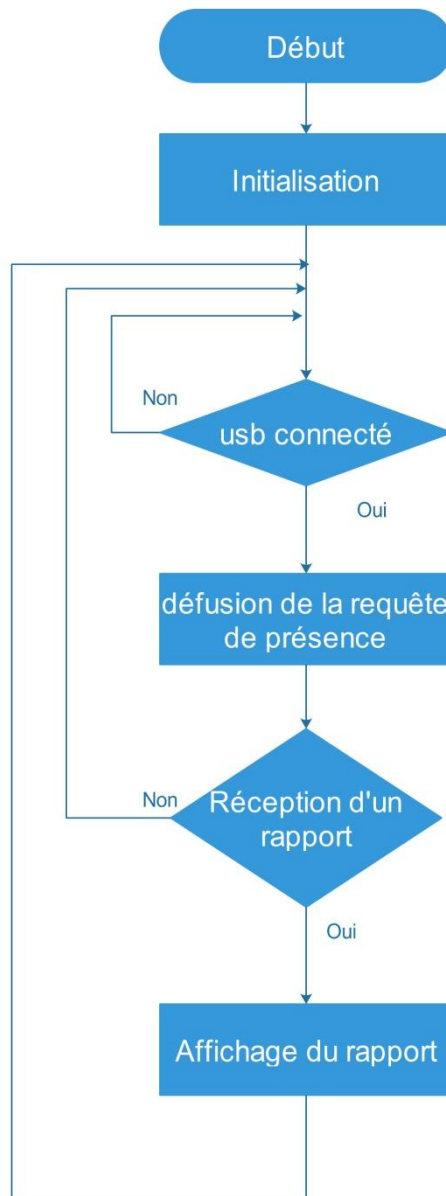 Début
Initialisation
Non
usb connecté
Oui
défusion de la requête
de présence
Non
Réception d'un
rapport
Oui
Affichage du rapport